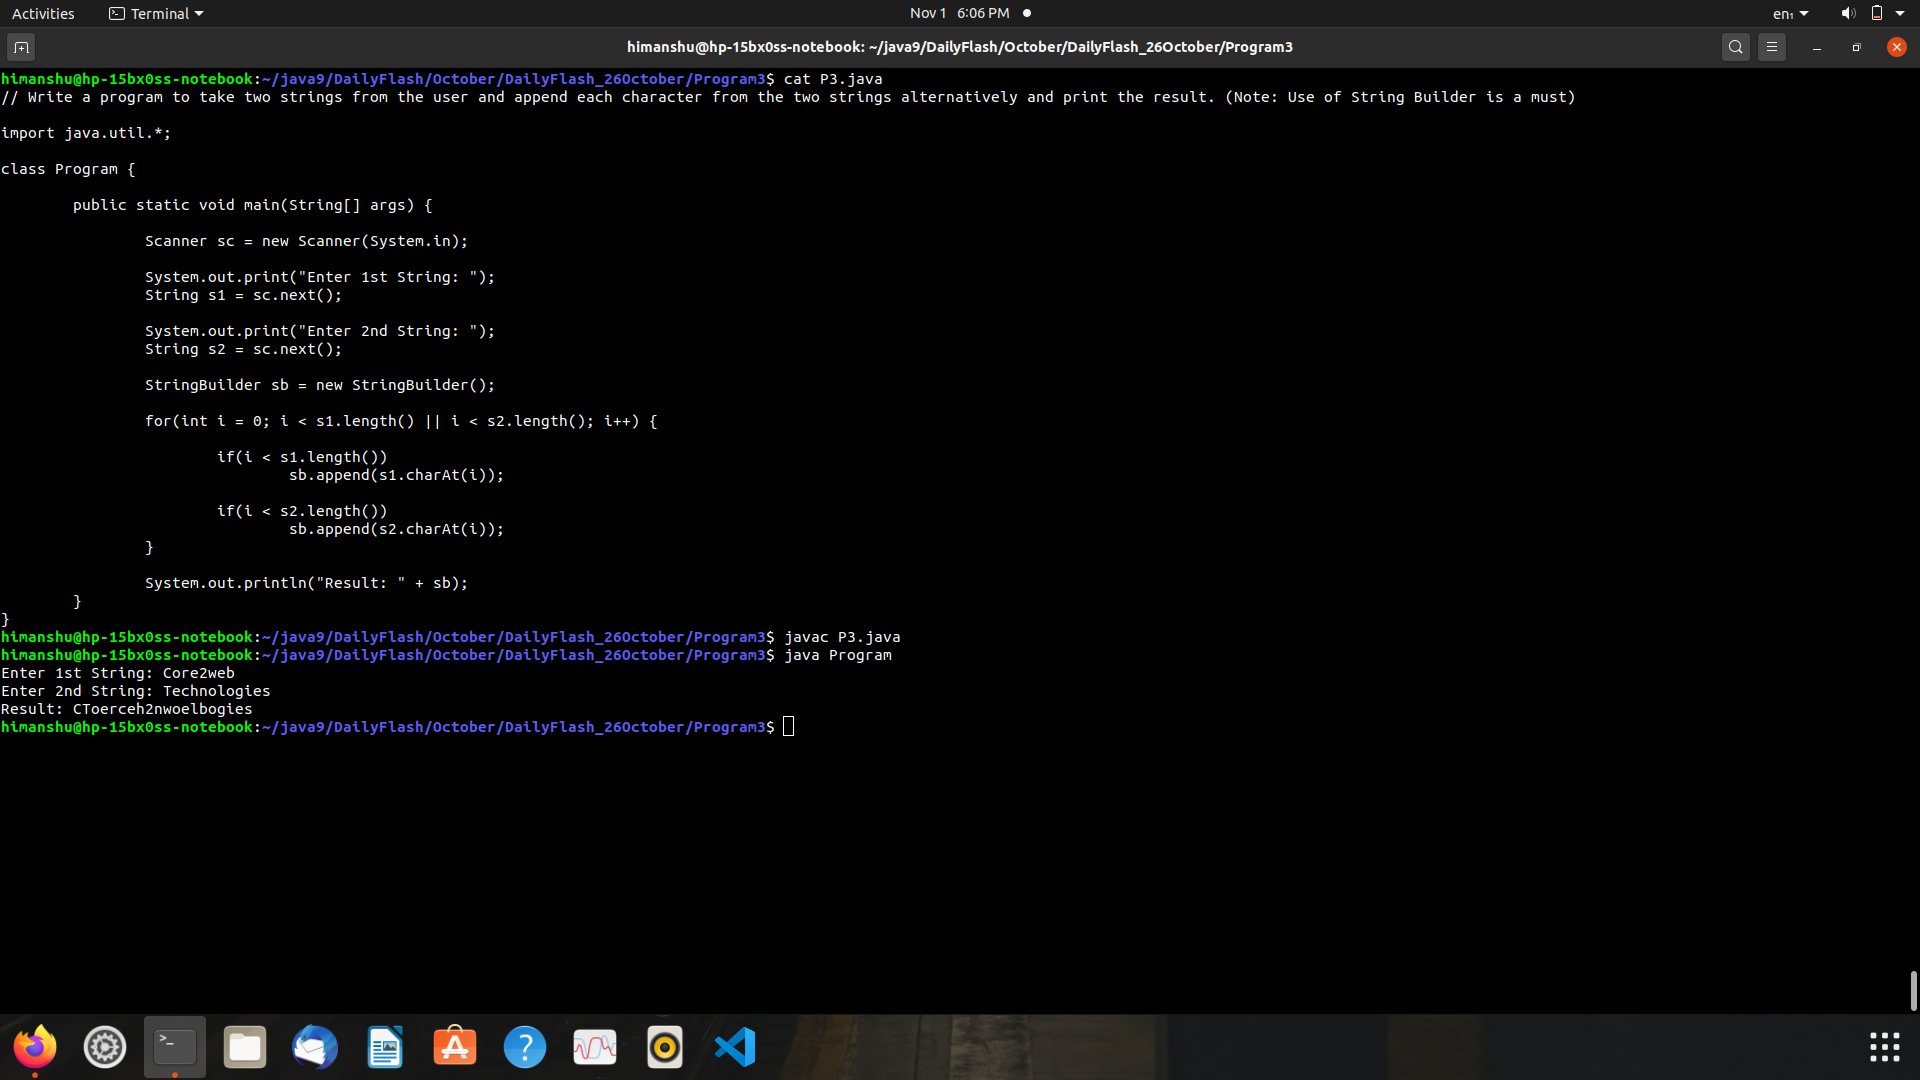 Activities Terminal Nov 1 6:06 PM en₁
himanshu@hp-15bx0ss-notebook: ~/java9/DailyFlash/October/DailyFlash_26October/Program3
himanshu@hp-15bx0ss-notebook:~/java9/DailyFlash/October/DailyFlash_26October/Program3$ cat P3.java
// Write a program to take two strings from the user and append each character from the two strings alternatively and print the result. (Note: Use of String Builder is a must)
import java.util.*;
class Program {
public static void main(String[] args) {
Scanner sc = new Scanner(System.in);
System.out.print("Enter 1st String: ");
String s1 = sc.next();
System.out.print("Enter 2nd String: ");
String s2 = sc.next();
StringBuilder sb = new StringBuilder();
for(int i = 0; i < s1.length() || i < s2.length(); i++) {
if(i < s1.length())
sb.append(s1.charAt(i));
if(i < s2.length())
sb.append(s2.charAt(i));
}
System.out.println("Result: " + sb);
}
}
himanshu@hp-15bx0ss-notebook:~/java9/DailyFlash/October/DailyFlash_26October/Program3$ javac P3.java
himanshu@hp-15bx0ss-notebook:~/java9/DailyFlash/October/DailyFlash_26October/Program3$ java Program
Enter 1st String: Core2web
Enter 2nd String: Technologies
Result: CToerceh2nwoelbogies
himanshu@hp-15bx0ss-notebook:~/java9/DailyFlash/October/DailyFlash_26October/Program3$